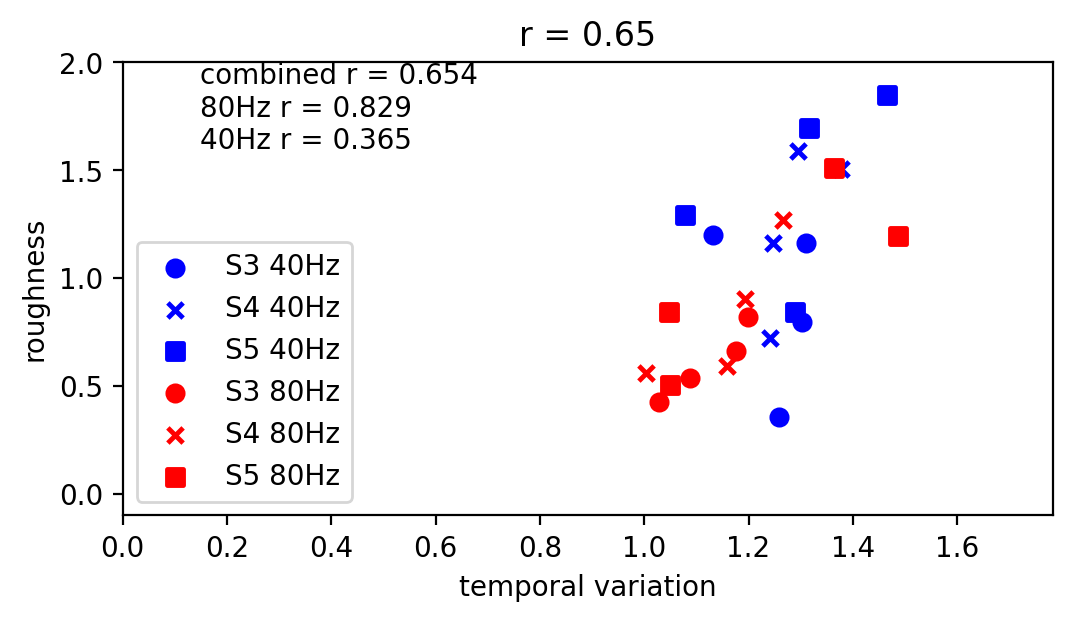 r = 0.65
combined r = 0.654
80Hz r = 0.829
40Hz r = 0.365
2.0
1.5
1.0
0.5
0.0
roughness
S3 40Hz
S4 40Hz
S5 40Hz
S3 80Hz
S4 80Hz
S5 80Hz
0.0 0.2 0.4 0.6 0.8 1.0 1.2 1.4 1.6
temporal variation